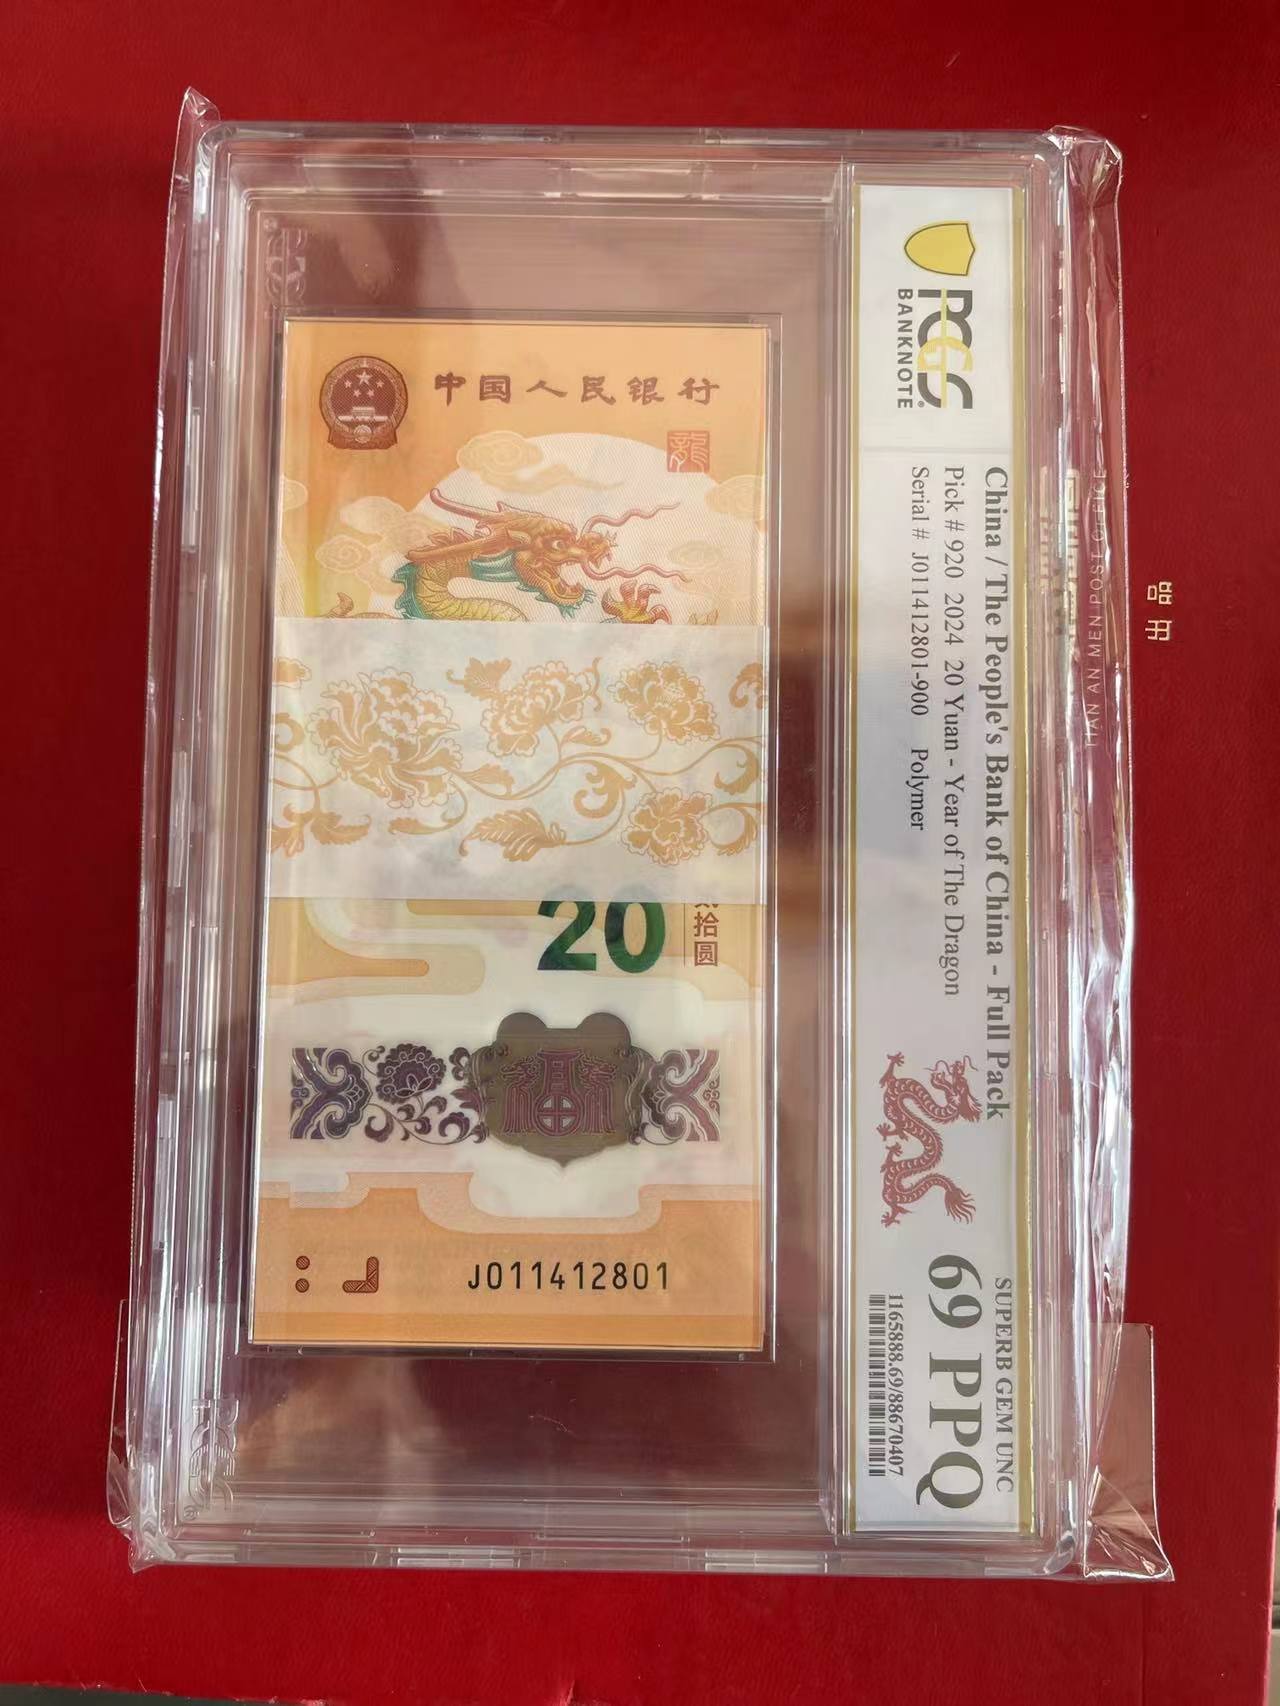 中国人民银行
龍
贰拾圆
20
福
J011412801
PCGS
BANKNOTE
China / The People's Bank of China - Full Pack
Pick # 920 2024 20 Yuan - Year of The Dragon
Serial # J011412801-900 Polymer
SUPERB GEM UNC
69 PPQ
1165888.69/88670407
PCGS
TIAN AN MEN POST OFFICE